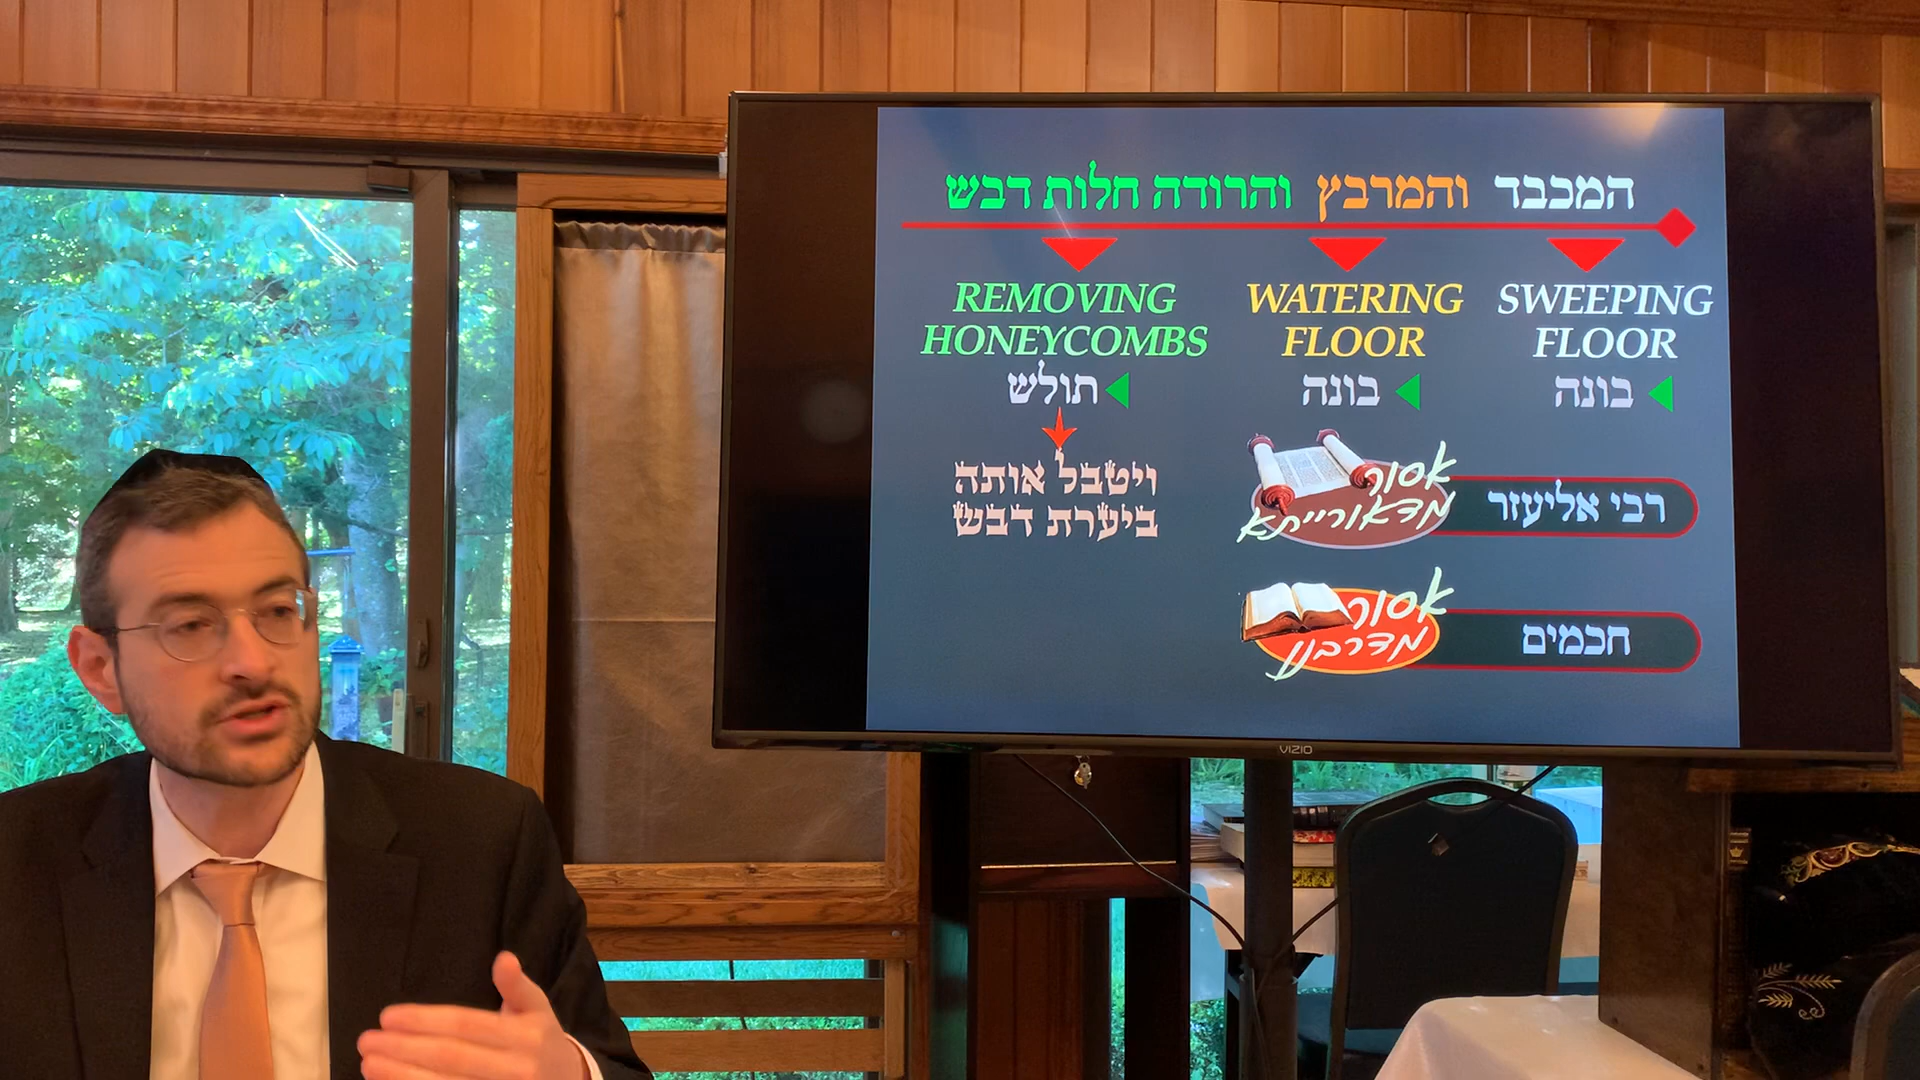 המכבד והמרבץ והרודה חלות דבש
SWEEPING
FLOOR
בונה
WATERING
FLOOR
בונה
REMOVING
HONEYCOMBS
תולש
ויטבל אותה
ביערת דבש
רבי אליעזר
אסור
מדאורייתא
חכמים
אסור
מדרבנן
VIZIO